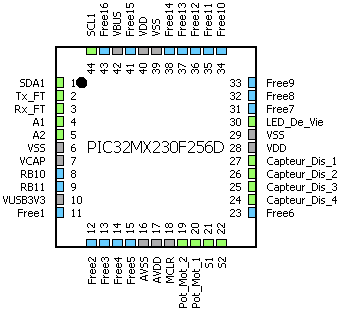 SCL1
Free16
VBUS
Free15
VDD
VSS
Free14
Free13
Free12
Free11
Free10
44 43 42 41 40 39 38 37 36 35 34
SDA1 1 33 Free9
Tx_FT 2 32 Free8
Rx_FT 3 31 Free7
A1 4 30 LED_De_Vie
A2 5 29 VSS
VSS 6 PIC32MX230F256D 28 VDD
VCAP 7 27 Capteur_Dis_1
RB10 8 26 Capteur_Dis_2
RB11 9 25 Capteur_Dis_3
VUSB3V3 10 24 Capteur_Dis_4
Free1 11 23 Free6
12 13 14 15 16 17 18 19 20 21 22
Free2
Free3
Free4
Free5
AVSS
AVDD
MCLR
Pot_Mot_2
Pot_Mot_1
S1
S2